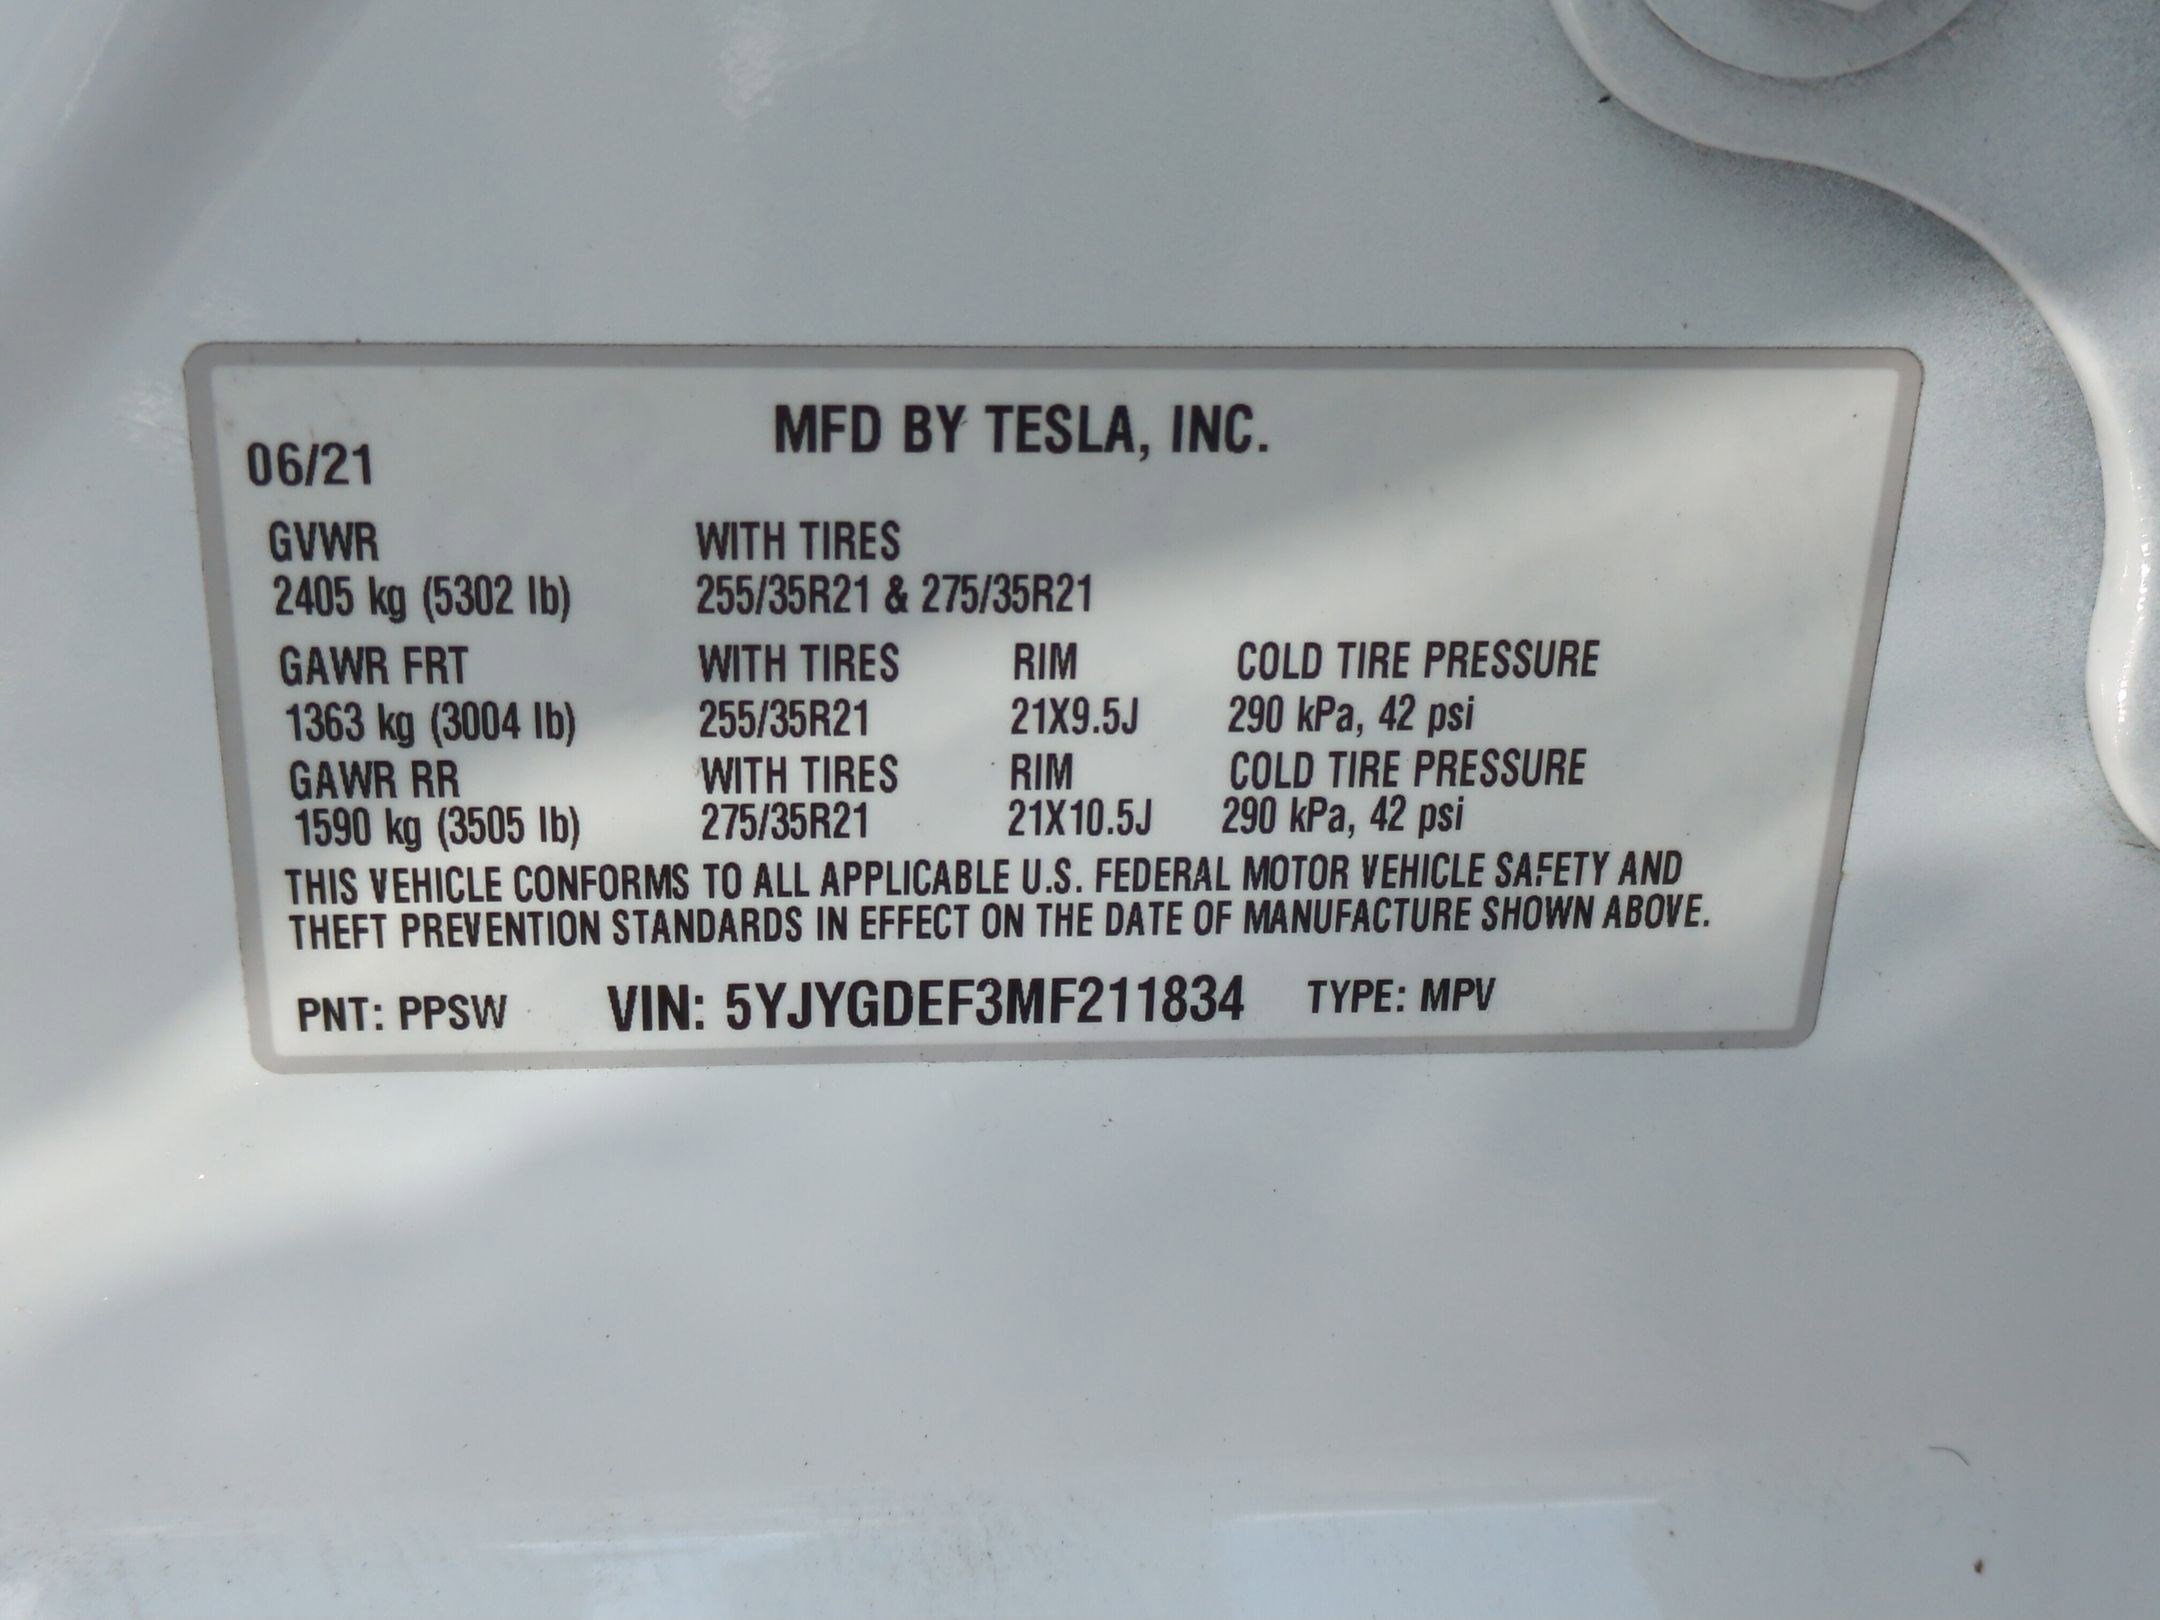 MFD BY TESLA, INC.
06/21
GVWR WITH TIRES
2405 kg (5302 lb) 255/35R21 & 275/35R21
GAWR FRT WITH TIRES RIM COLD TIRE PRESSURE
1363 kg (3004 lb) 255/35R21 21X9.5J 290 kPa, 42 psi
GAWR RR WITH TIRES RIM COLD TIRE PRESSURE
1590 kg (3505 lb) 275/35R21 21X10.5J 290 kPa, 42 psi
THIS VEHICLE CONFORMS TO ALL APPLICABLE U.S. FEDERAL MOTOR VEHICLE SAFETY AND
THEFT PREVENTION STANDARDS IN EFFECT ON THE DATE OF MANUFACTURE SHOWN ABOVE.
PNT: PPSW VIN: 5YJYGDEF3MF211834 TYPE: MPV